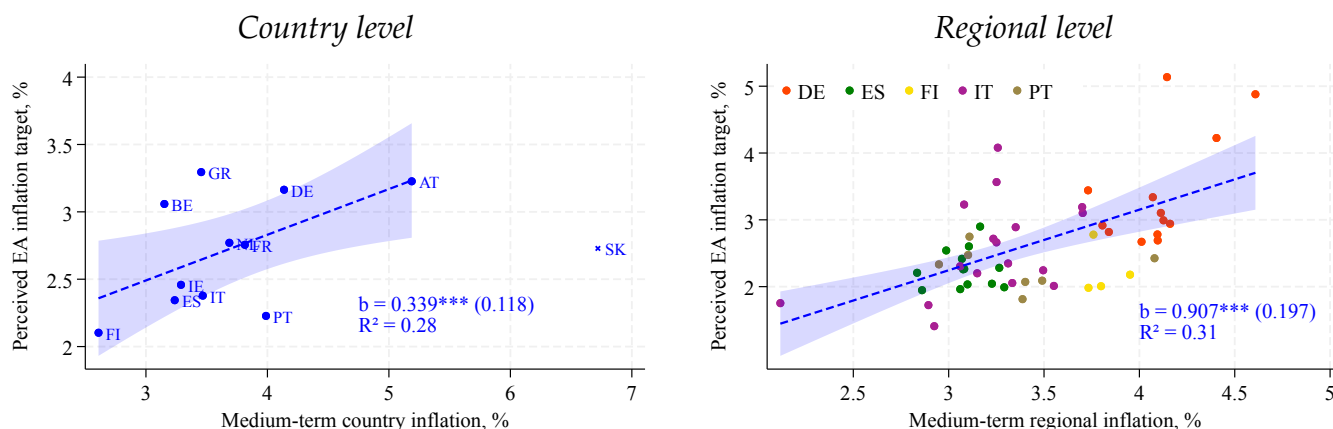 Country level
Perceived EA inflation target, %
4
3.5
3
2.5
2
GR
BE
DE
AT
NL
FR
SK
IE
ES
IT
PT
FI
b = 0.339*** (0.118)
R² = 0.28
3 4 5 6 7
Medium-term country inflation, %
Regional level
Perceived EA inflation target, %
5
4
3
2
DE ES FI IT PT
b = 0.907*** (0.197)
R² = 0.31
2.5 3 3.5 4 4.5 5
Medium-term regional inflation, %